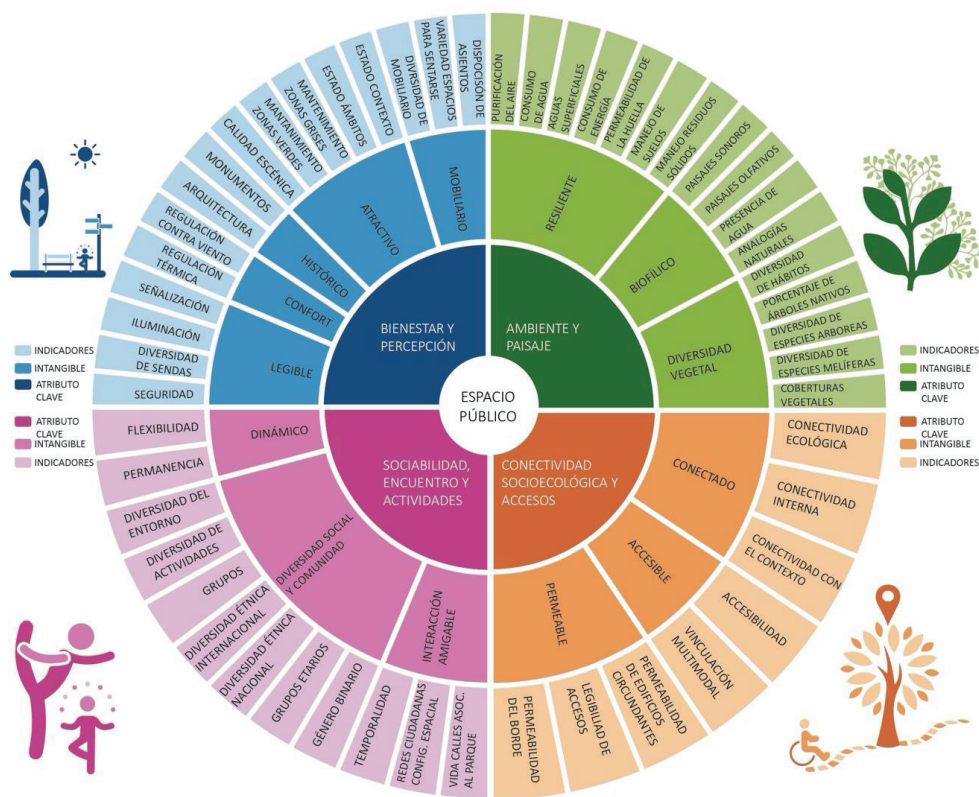 PURIFICACIÓN
DEL AIRE
CONSUMO
DE AGUA
AGUAS
SUPERFICIALES
CONSUMO DE
ENERGÍA
PERMEABILIDAD DE
LA HUELLA
MANEJO DE
SUELOS
MANEJO RESIDUOS
SÓLIDOS
PAISAJES SONOROS
PAISAJES OLFATIVOS
PRESENCIA DE
AGUA
ANALOGÍAS
NATURALES
DIVERSIDAD
DE HÁBITOS
PORCENTAJE DE
ÁRBOLES NATIVOS
DIVERSIDAD DE
ESPECIES ARBOREAS
DIVERSIDAD
DE ESPECIES MELÍFERAS
COBERTURAS
VEGETALES
RESILIENTE
BIOFÍLICO
DIVERSIDAD
VEGETAL
AMBIENTE Y
PAISAJE
DISPOCISÓN DE
ASIENTOS
VARIEDAD ESPACIOS
PARA SENTARSE
DIVRSIDAD DE
MOBILIARIO
ESTADO CONTEXTO
ESTADO ÁMBITOS
MANTENIMIENTO
ZONAS GRISES
MANTANIMIENTO
ZONAS VERDES
CALIDAD ESCÉNICA
MONUMENTOS
ARQUITECTURA
REGULACIÓN
CONTRA VIENTO
REGULACIÓN
TÉRMICA
SEÑALIZACIÓN
ILUMINACIÓN
DIVERSIDAD
DE SENDAS
SEGURIDAD
MOBILIARIO
ATRACTIVO
HISTÓRICO
CONFORT
LEGIBLE
BIENESTAR Y
PERCEPCIÓN
ESPACIO
PÚBLICO
INDICADORES
INTANGIBLE
ATRIBUTO
CLAVE
ATRIBUTO
CLAVE
INTANGIBLE
INDICADORES
INDICADORES
INTANGIBLE
ATRIBUTO
CLAVE
ATRIBUTO
CLAVE
INTANGIBLE
INDICADORES
SOCIABILIDAD,
ENCUENTRO Y
ACTIVIDADES
DINÁMICO
DIVERSIDAD SOCIAL
Y COMUNIDAD
INTERACCIÓN
AMIGABLE
FLEXIBILIDAD
PERMANENCIA
DIVERSIDAD DEL
ENTORNO
DIVERSIDAD DE
ACTIVIDADES
GRUPOS
DIVERSIDAD ÉTNICA
INTERNACIONAL
DIVERSIDAD ÉTNICA
NACIONAL
GRUPOS ETARIOS
GÉNERO BINARIO
TEMPORALIDAD
REDES CIUDADANAS
CONFIG. ESPACIAL
VIDA CALLES ASOC.
AL PARQUE
CONECTIVIDAD
SOCIOECOLÓGICA Y
ACCESOS
CONECTADO
ACCESIBLE
PERMEABLE
CONECTIVIDAD
ECOLÓGICA
CONECTIVIDAD
INTERNA
CONECTIVIDAD CON
EL CONTEXTO
ACCESIBILIDAD
VINCULACIÓN
MULTIMODAL
PERMEABILIDAD
DE EDIFICIOS
CIRCUNDANTES
LEGIBILIDAD DE
ACCESOS
PERMEABILIDAD
DEL BORDE